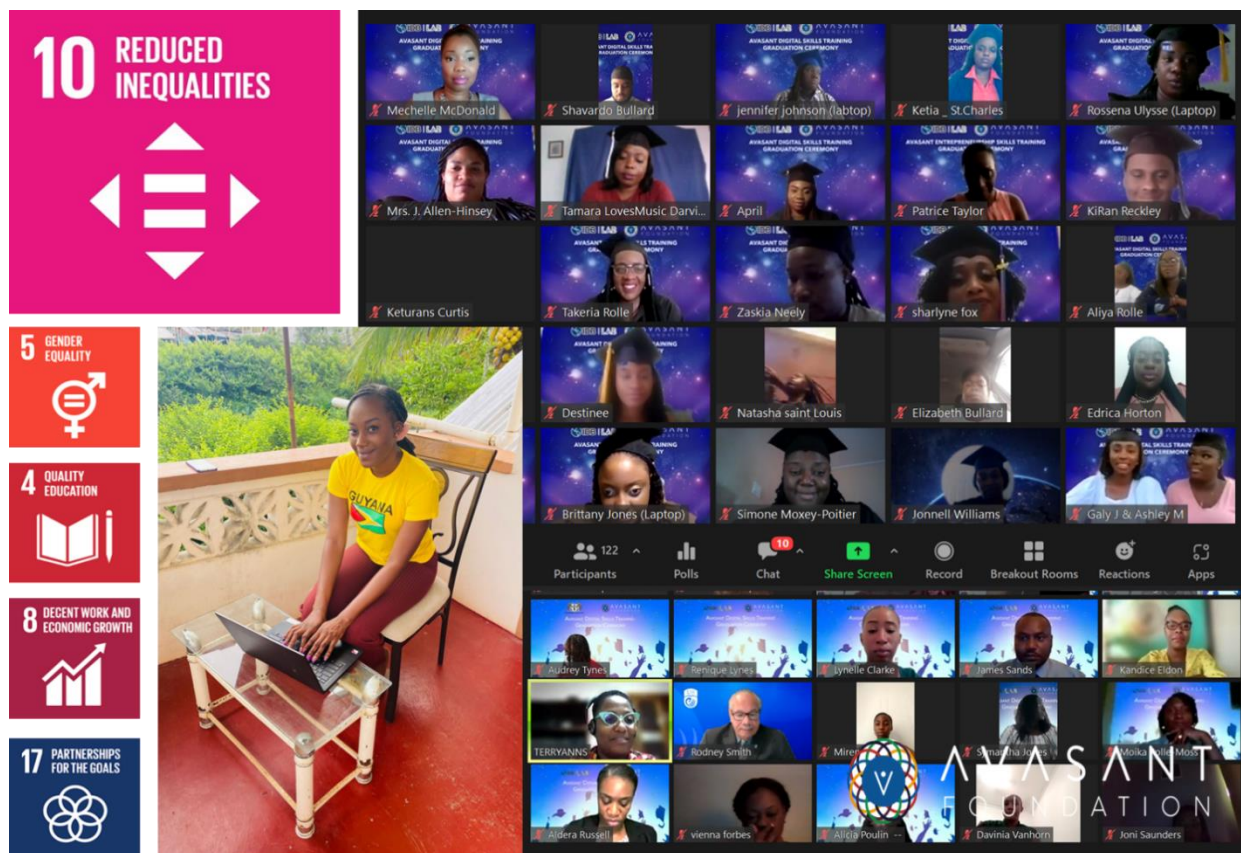 10 REDUCED
INEQUALITIES
5 GENDER
EQUALITY
4 QUALITY
EDUCATION
8 DECENT WORK AND
ECONOMIC GROWTH
17 PARTNERSHIPS
FOR THE GOALS
GUYANA
AVASANT DIGITAL SKILLS TRAINING
GRADUATION CEREMONY
Mechelle McDonald
Shavardo Bullard
jennifer johnson (labtop)
Ketia _ St.Charles
Rossena Ulysse (Laptop)
AVASANT ENTREPRENEURSHIP SKILLS TRAINING
GRADUATION CEREMONY
Mrs. J. Allen-Hinsey
Tamara LovesMusic Darvi...
April
Patrice Taylor
KiRan Reckley
Keturans Curtis
Takeria Rolle
Zaskia Neely
sharlyne fox
Aliya Rolle
Destinee
Natasha saint Louis
Elizabeth Bullard
Edrica Horton
Brittany Jones (Laptop)
Simone Moxey-Poitier
Jonnell Williams
Galy J & Ashley M
122
10
Participants
Polls
Chat
Share Screen
Record
Breakout Rooms
Reactions
Apps
Audrey Tynes
Renique Lynes
Lynelle Clarke
James Sands
Kandice Eldon
TERRYANNS
Rodney Smith
Samantha Jones
Aldera Russell
vienna forbes
Alicia Poulin --
Davinia Vanhorn
Joni Saunders
AVASANT
FOUNDATION